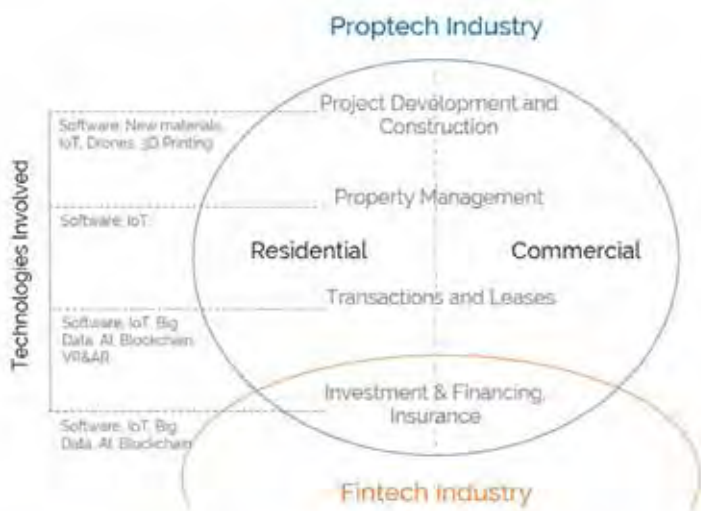 Proptech Industry
Project Development and
Construction
Software, New materials,
IoT, Drones, 3D Printing
Property Management
Software, IoT
Residential
Commercial
Technologies Involved
Transactions and Leases
Software, IoT, Big
Data, AI, Blockchain,
VR&AR
Investment & Financing,
Insurance
Software, IoT, Big
Data, AI, Blockchain
Fintech Industry